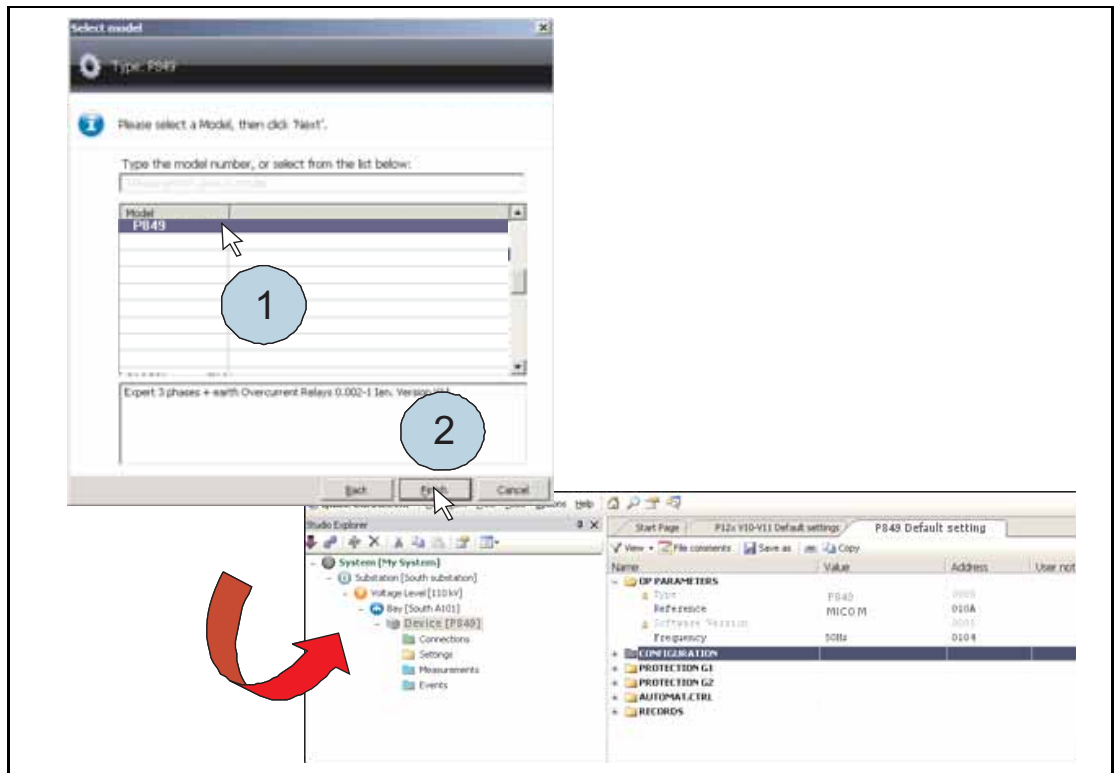 Select model
Type: P849
Please select a Model, then click 'Next'.
Type the model number, or select from the list below:
Model
P849
1
Expert 3 phases + earth Overcurrent Relays 0.002-1 Ien. Version
2
Back
Cancel
Help
Studio Explorer
Start Page
P12x V10-V11 Default settings
P849 Default setting
View
File comments
Save as
Copy
System [My System]
Substation [South substation]
Voltage Level [110 kV]
Bay [South A101]
Device [P849]
Connections
Settings
Measurements
Events
Name Value Address User not
OP PARAMETERS
Type P849
Reference MICOM 010A
Software Version
Frequency 50Hz 0104
CONFIGURATION
PROTECTION G1
PROTECTION G2
AUTOMAT.CTRL
RECORDS